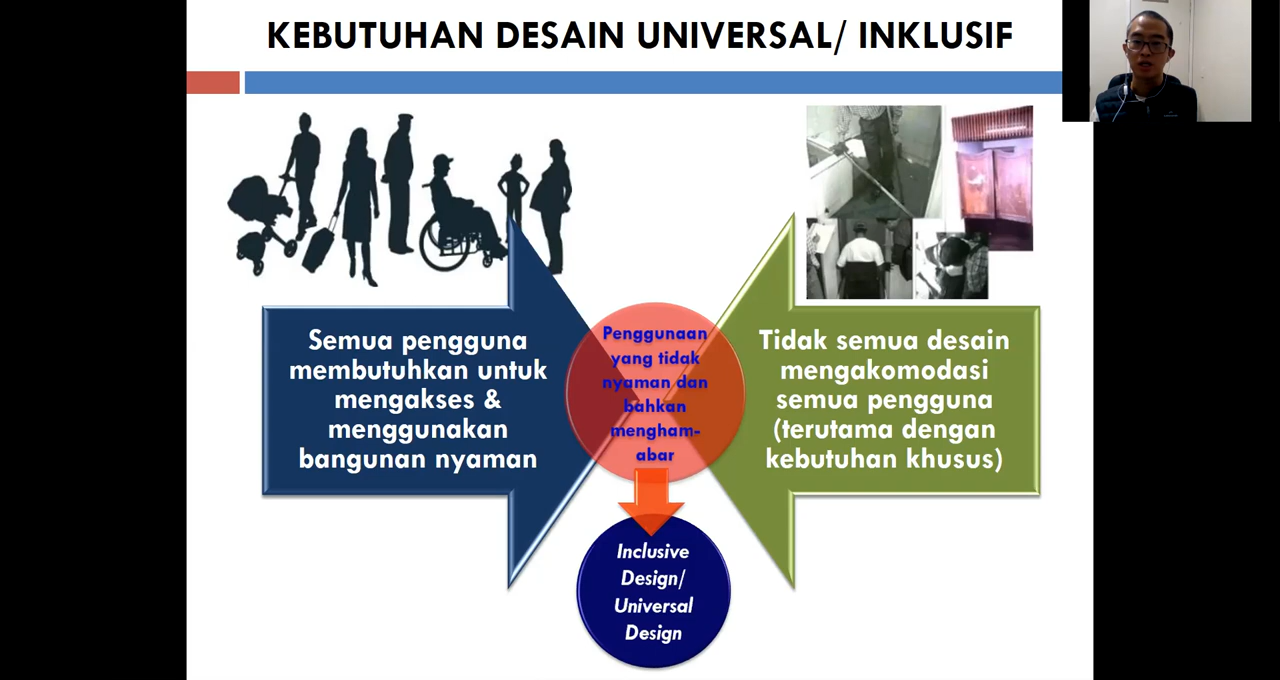 KEBUTUHAN DESAIN UNIVERSAL/ INKLUSIF
Semua pengguna
membutuhkan untuk
mengakses &
menggunakan
bangunan nyaman
Penggunaan
yang tidak
nyaman dan
bahkan
mengham-
abar
Tidak semua desain
mengakomodasi
semua pengguna
(terutama dengan
kebutuhan khusus)
Inclusive
Design/
Universal
Design